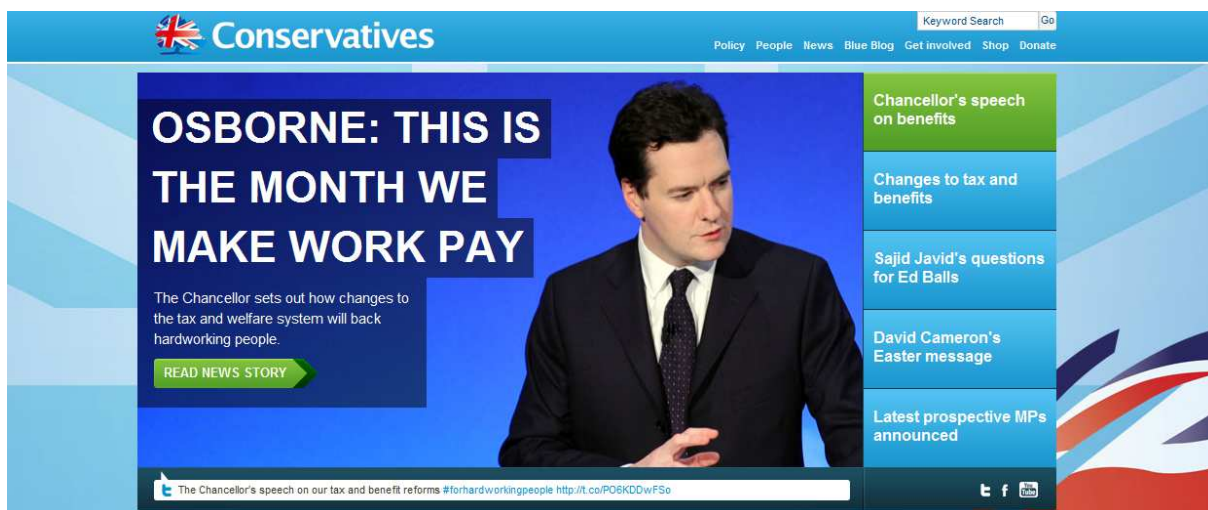 Conservatives
Keyword Search Go
Policy People News Blue Blog Get involved Shop Donate
OSBORNE: THIS IS
THE MONTH WE
MAKE WORK PAY
The Chancellor sets out how changes to
the tax and welfare system will back
hardworking people.
READ NEWS STORY
Chancellor's speech
on benefits
Changes to tax and
benefits
Sajid Javid's questions
for Ed Balls
David Cameron's
Easter message
Latest prospective MPs
announced
The Chancellor's speech on our tax and benefit reforms #forhardworkingpeople http://t.co/PO6KDDwFSo
t f You Tube